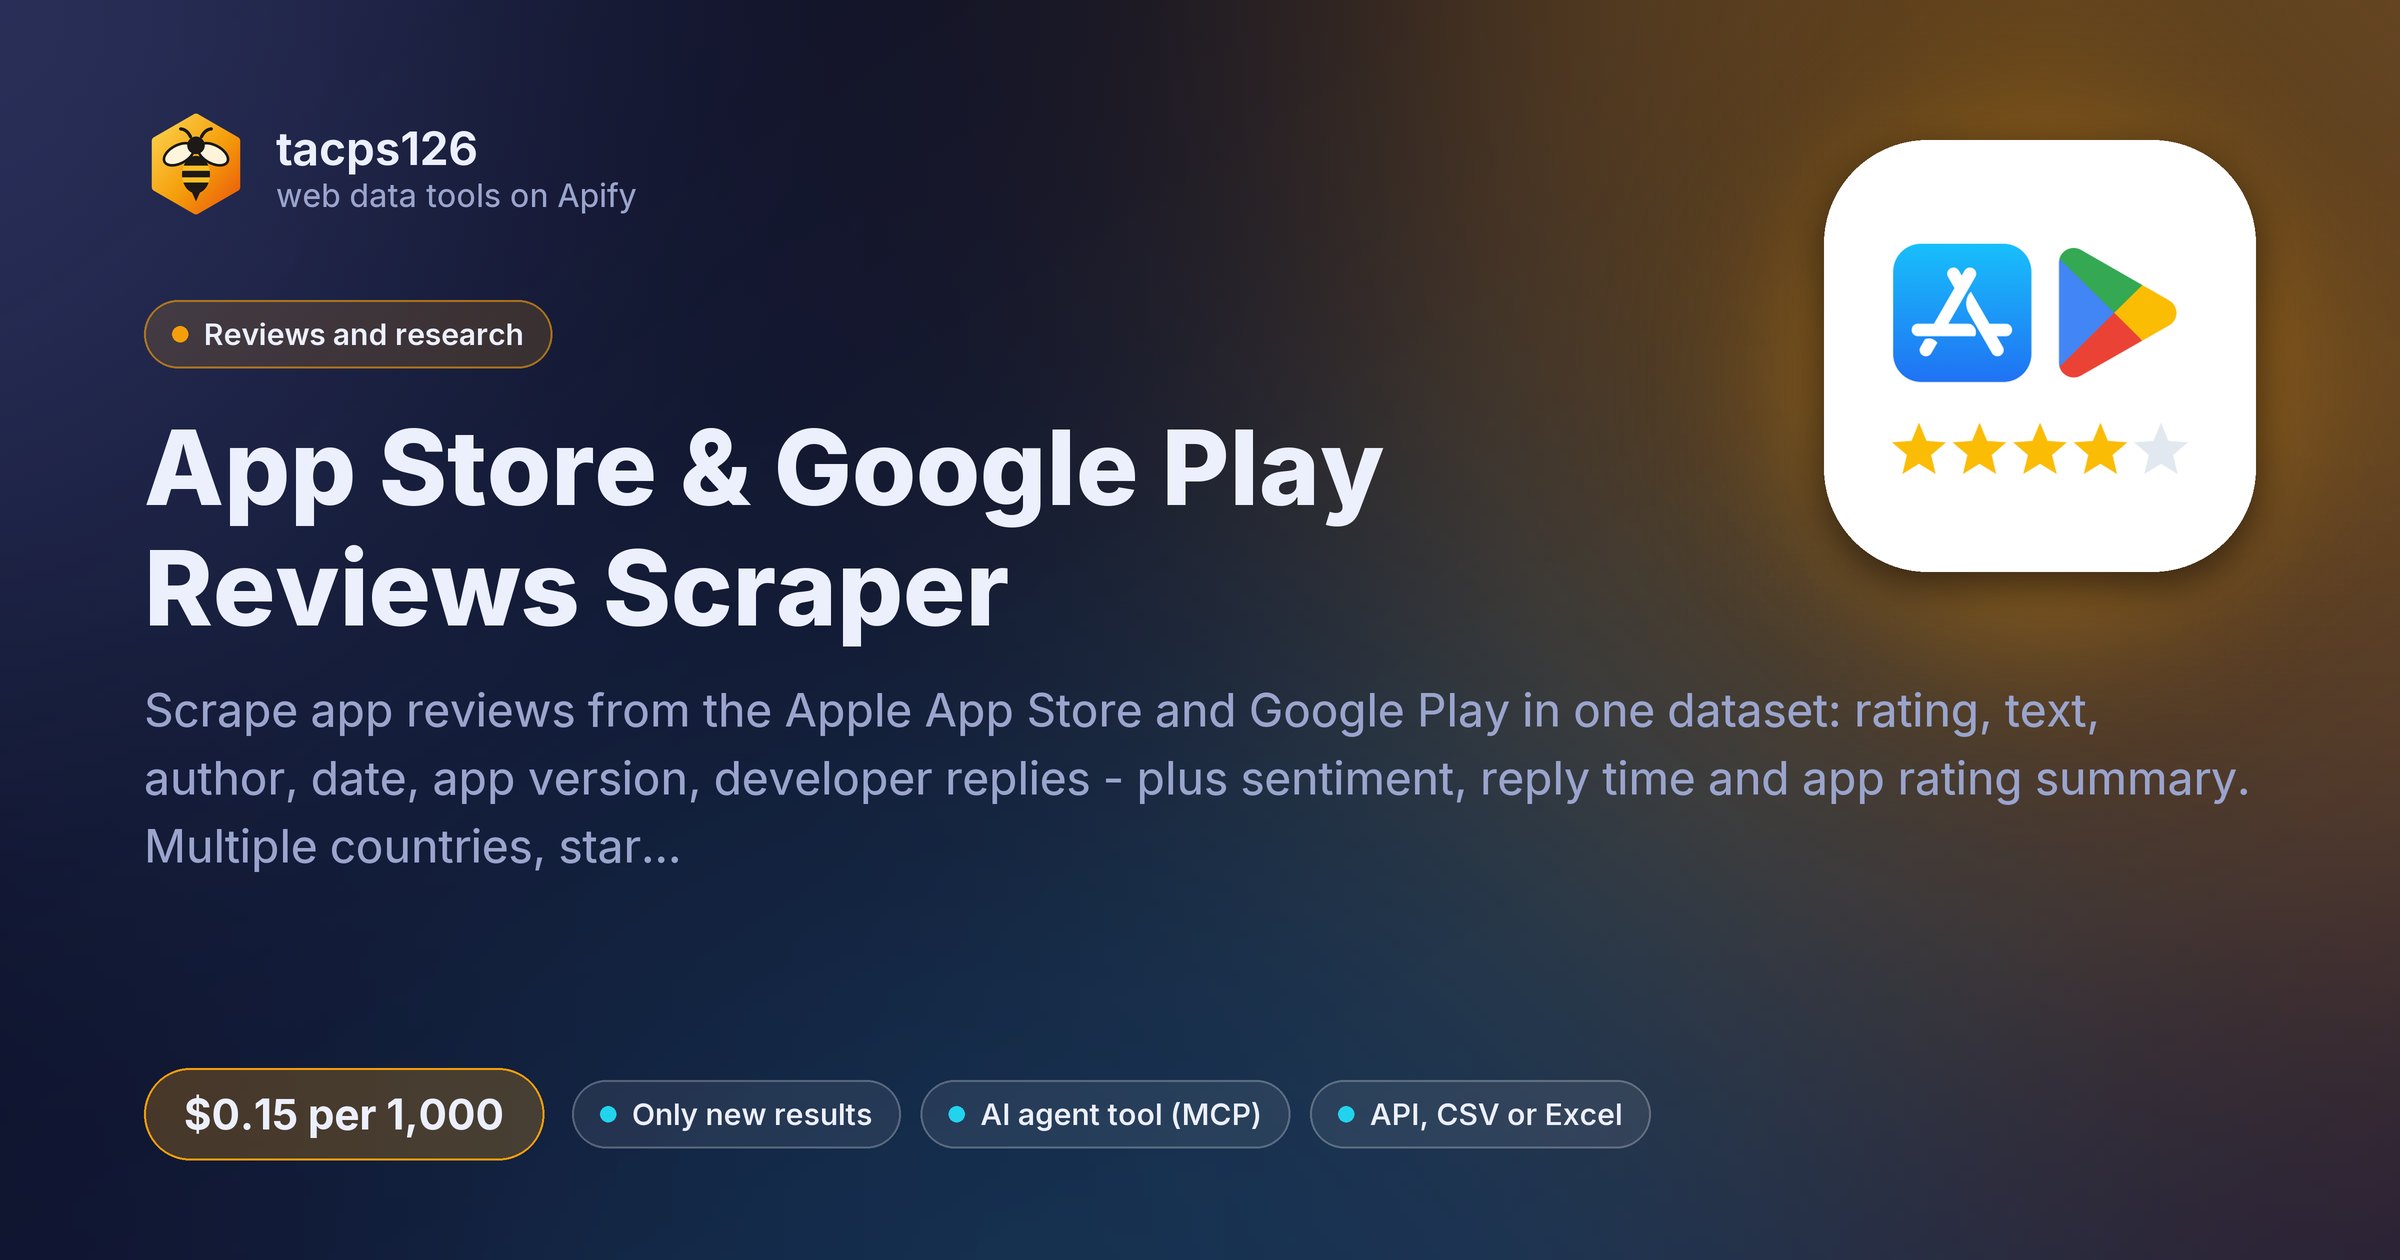 tacps126
web data tools on Apify
Reviews and research
App Store & Google Play
Reviews Scraper
Scrape app reviews from the Apple App Store and Google Play in one dataset: rating, text,
author, date, app version, developer replies - plus sentiment, reply time and app rating summary.
Multiple countries, star...
$0.15 per 1,000
Only new results
AI agent tool (MCP)
API, CSV or Excel